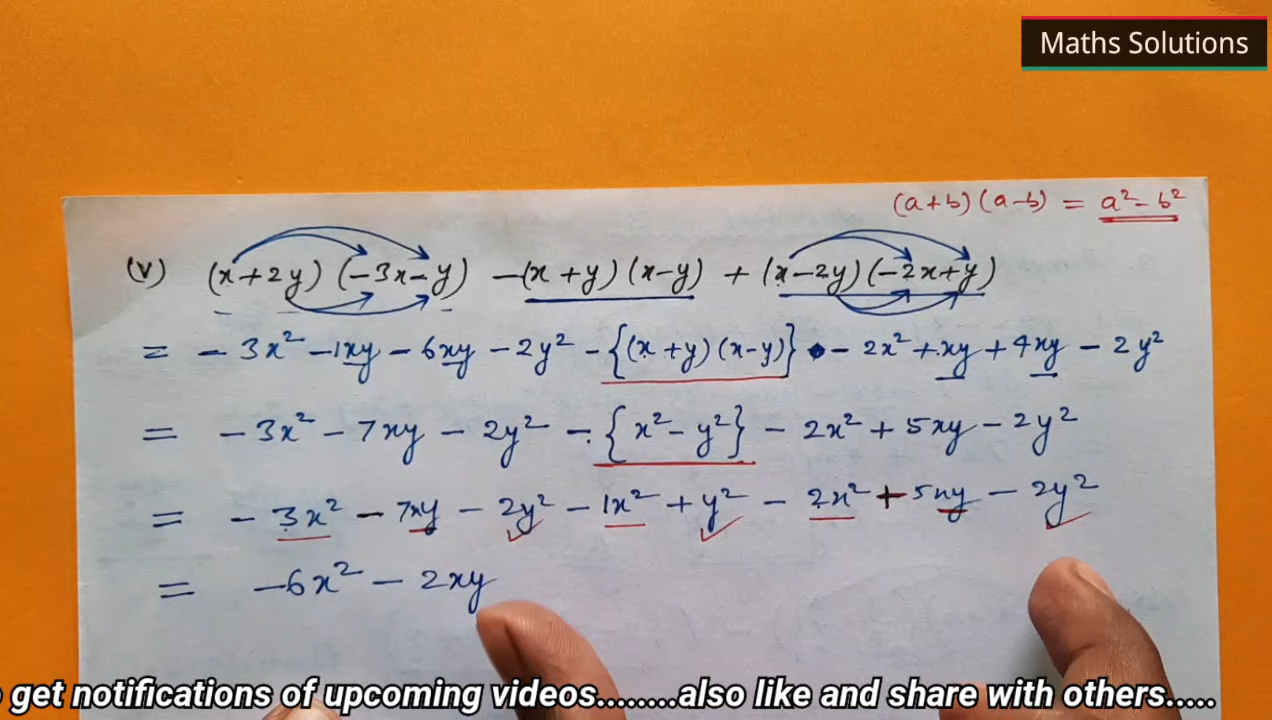 Maths Solutions
(a+b)(a-b) = a²-b²
(v) (x+2y)(-3x-y) -(x+y)(x-y) + (x-2y)(-2x+y)
= -3x² -1xy - 6xy - 2y² - {(x+y)(x-y)} - 2x² + xy + 4xy - 2y²
= -3x² - 7xy - 2y² - {x² - y²} - 2x² + 5xy - 2y²
= -3x² - 7xy - 2y² - 1x² + y² - 2x² + 5xy - 2y²
= -6x² - 2xy
get notifications of upcoming videos........also like and share with others.....